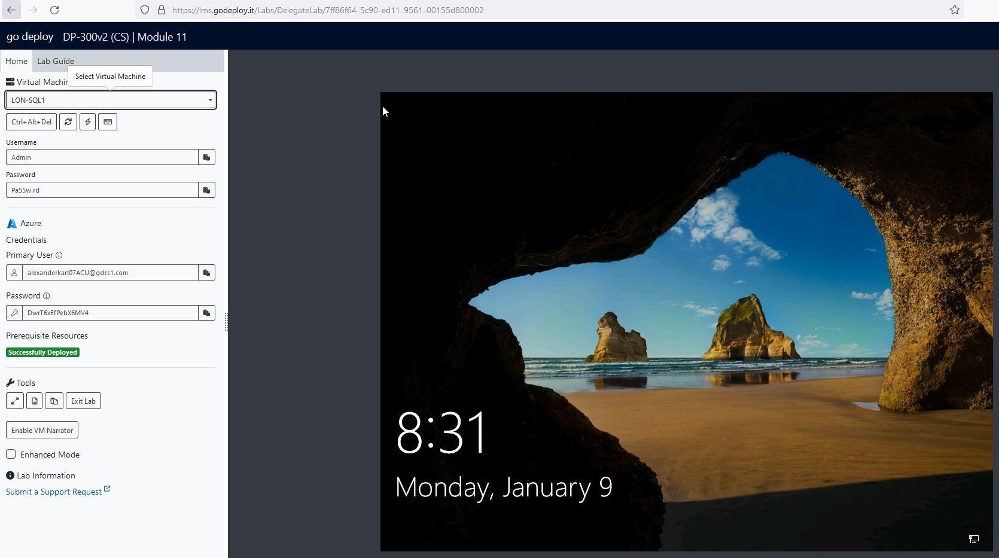 https://lms.godeploy.it/Labs/DelegateLab/7ff86f64-5c90-ed11-9561-00155d800002
go deploy DP-300v2 (CS) | Module 11
Home Lab Guide
Select Virtual Machine
Virtual Machin
LON-SQL1
Ctrl+Alt+Del
Username
Admin
Password
Pa55w.rd
Azure
Credentials
Primary User
alexanderkarl07ACU@gdcs1.com
Password
DwrT6xEfPebX6MV4
Prerequisite Resources
Successfully Deployed
Tools
Exit Lab
Enable VM Narrator
Enhanced Mode
Lab Information
Submit a Support Request
8:31
Monday, January 9